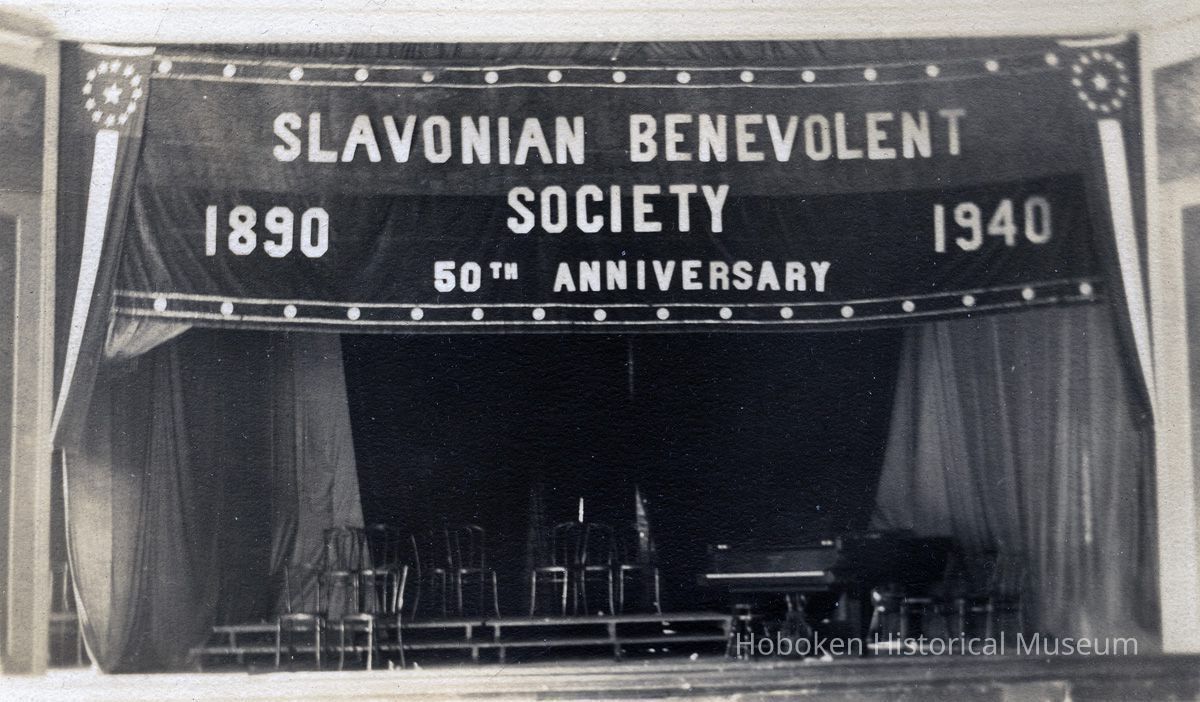 SLAVONIAN BENEVOLENT
SOCIETY
1890 1940
50TH ANNIVERSARY
Hoboken Historical Museum